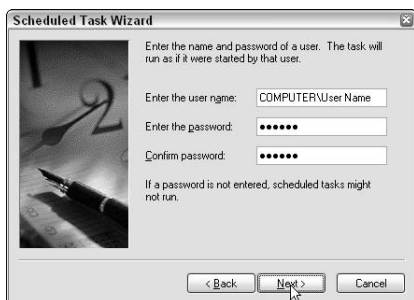 Scheduled Task Wizard
Enter the name and password of a user. The task will
run as if it were started by that user.
Enter the user name: COMPUTER\User Name
Enter the password: ●●●●●●
Confirm password: ●●●●●●
If a password is not entered, scheduled tasks might
not run.
< Back Next > Cancel